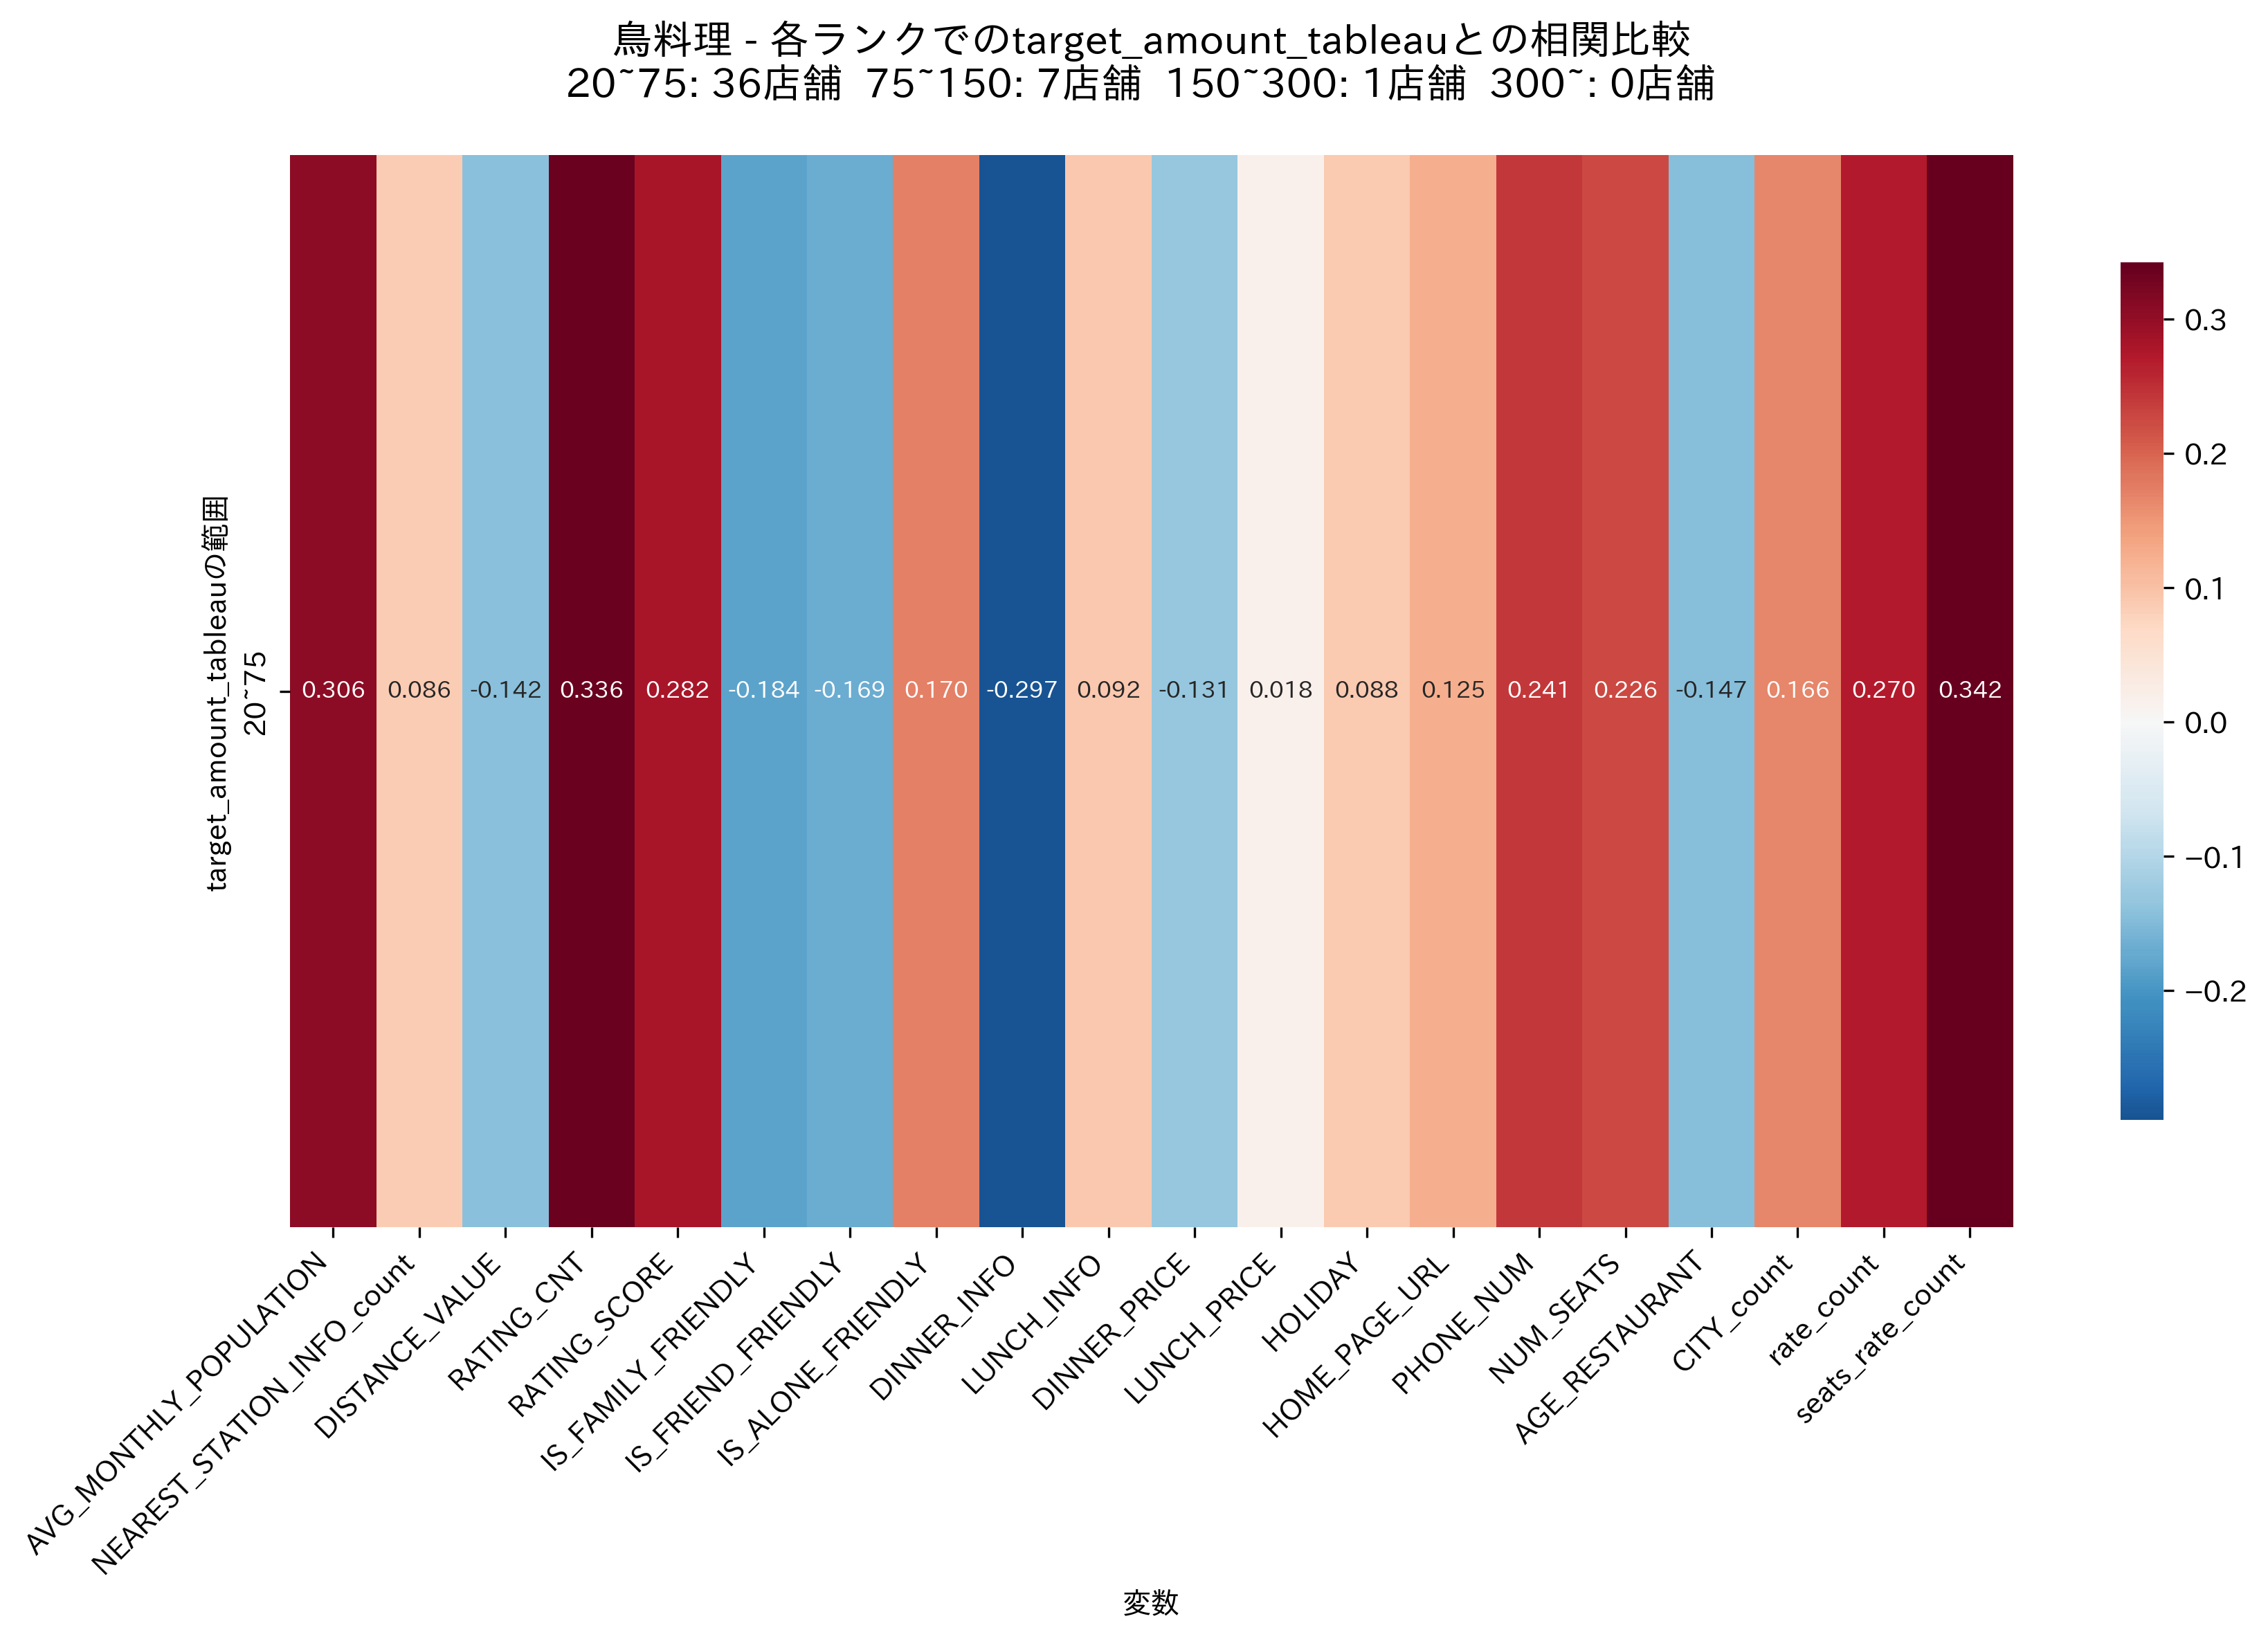 鳥料理 - 各ランクでのtarget_amount_tableauとの相関比較
20~75: 36店舗  75~150: 7店舗  150~300: 1店舗  300~: 0店舗
target_amount_tableauの範囲
20~75
0.306 0.086 -0.142 0.336 0.282 -0.184 -0.169 0.170 -0.297 0.092 -0.131 0.018 0.088 0.125 0.241 0.226 -0.147 0.166 0.270 0.342
0.3
0.2
0.1
0.0
−0.1
−0.2
AVG_MONTHLY_POPULATION
NEAREST_STATION_INFO_count
DISTANCE_VALUE
RATING_CNT
RATING_SCORE
IS_FAMILY_FRIENDLY
IS_FRIEND_FRIENDLY
IS_ALONE_FRIENDLY
DINNER_INFO
LUNCH_INFO
DINNER_PRICE
LUNCH_PRICE
HOLIDAY
HOME_PAGE_URL
PHONE_NUM
NUM_SEATS
AGE_RESTAURANT
CITY_count
rate_count
seats_rate_count
変数